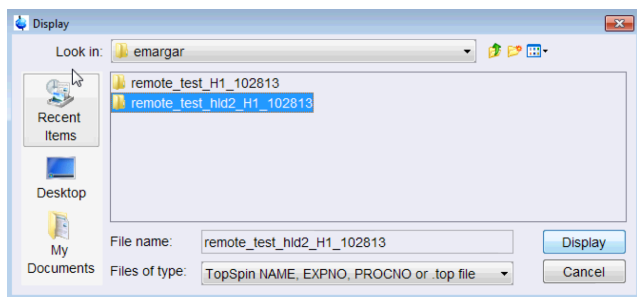 Display
Look in:
emargar
remote_test_H1_102813
remote_test_hld2_H1_102813
Recent
Items
Desktop
My
Documents
File name:
remote_test_hld2_H1_102813
Display
Files of type:
TopSpin NAME, EXPNO, PROCNO or .top file
Cancel